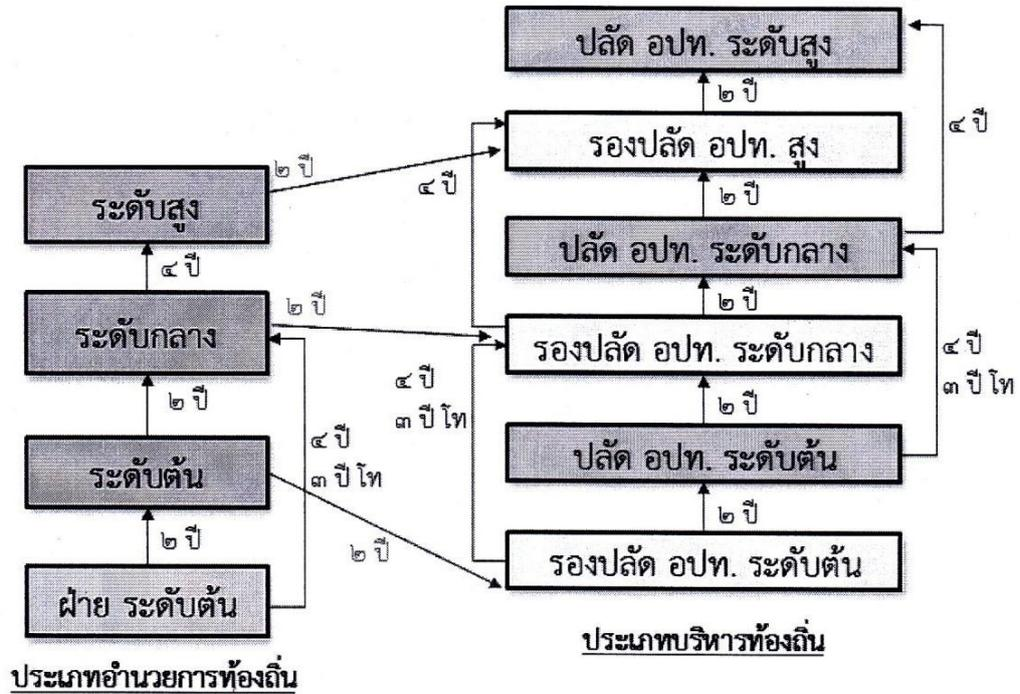 ปลัด อปท. ระดับสูง
๒ ปี
๔ ปี
รองปลัด อปท. สูง
๒ ปี
๔ ปี
ระดับสูง
๒ ปี
ปลัด อปท. ระดับกลาง
๔ ปี
๒ ปี
๒ ปี
ระดับกลาง
รองปลัด อปท. ระดับกลาง
๔ ปี
๓ ปี โท
๔ ปี
๓ ปี โท
๒ ปี
๒ ปี
๔ ปี
๓ ปี โท
ระดับต้น
ปลัด อปท. ระดับต้น
๒ ปี
๒ ปี
๒ ปี
ฝ่าย ระดับต้น
รองปลัด อปท. ระดับต้น
ประเภทอำนวยการท้องถิ่น
ประเภทบริหารท้องถิ่น